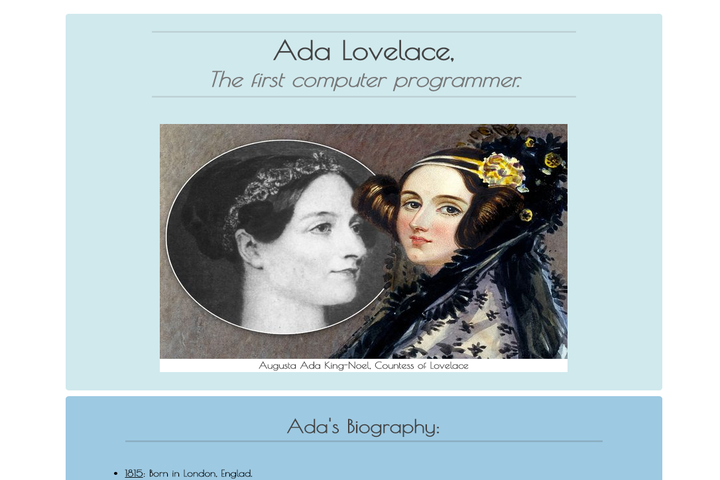 Ada Lovelace,
The first computer programmer.
Augusta Ada King-Noel, Countess of Lovelace
Ada's Biography:
1815: Born in London, Englad.